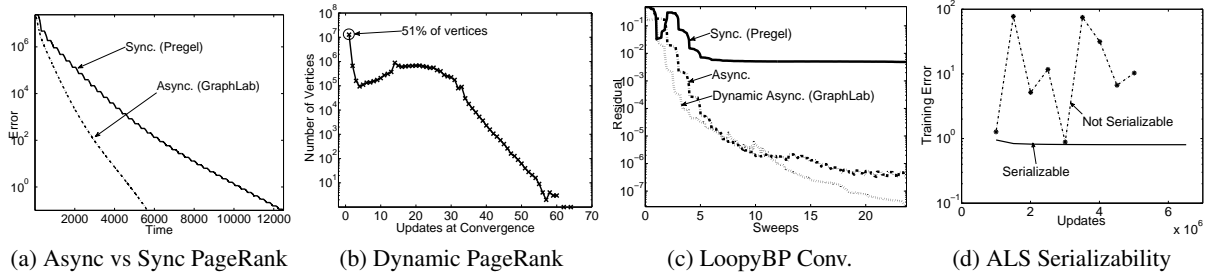 10^6
10^4
10^2
10^0
Error
Sync. (Pregel)
Async. (GraphLab)
2000 4000 6000 8000 10000 12000
Time
(a) Async vs Sync PageRank
10^8
10^7
10^6
10^5
10^4
10^3
10^2
10^1
10^0
Number of Vertices
51% of vertices
0 10 20 30 40 50 60 70
Updates at Convergence
(b) Dynamic PageRank
10^-1
10^-2
10^-3
10^-4
10^-5
10^-6
10^-7
Residual
Sync. (Pregel)
Async.
Dynamic Async. (GraphLab)
0 5 10 15 20
Sweeps
(c) LoopyBP Conv.
10^2
10^1
10^0
10^-1
Training Error
Not Serializable
Serializable
0 2 4 6 8
Updates
x 10^6
(d) ALS Serializability